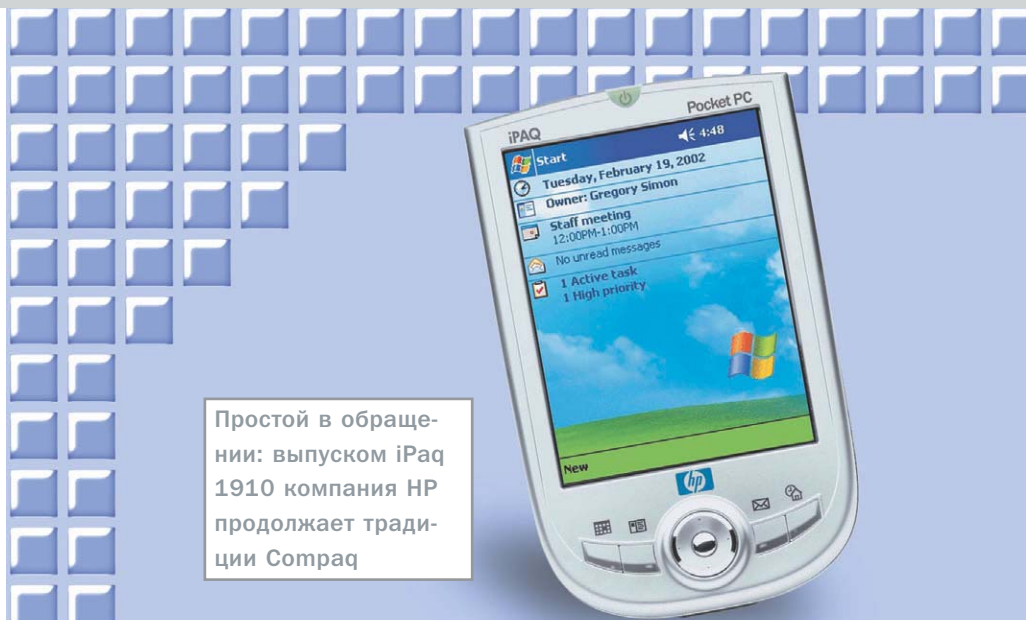 iPAQ
Pocket PC
Start
4:48
Tuesday, February 19, 2002
Owner: Gregory Simon
Staff meeting
12:00PM-1:00PM
No unread messages
1 Active task
1 High priority
New
hp
Простой в обраще-
нии: выпуском iPaq
1910 компания HP
продолжает тради-
ции Compaq